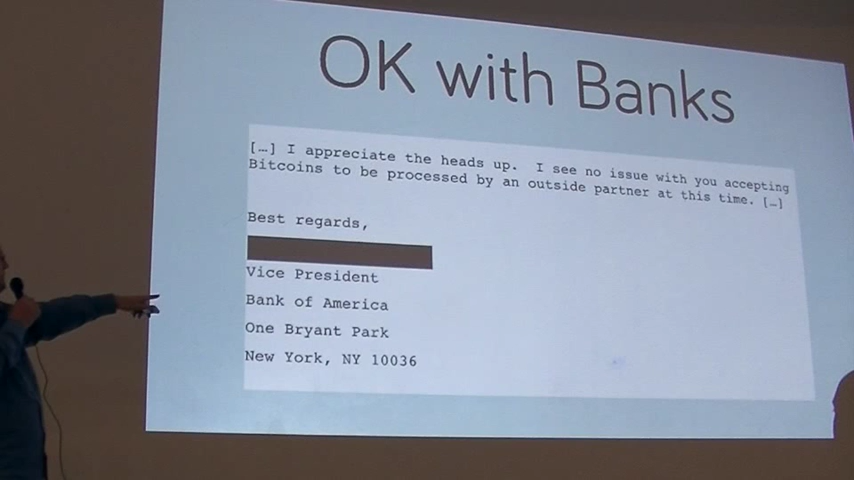 OK with Banks
[…] I appreciate the heads up. I see no issue with you accepting
Bitcoins to be processed by an outside partner at this time. […]
Best regards,
Vice President
Bank of America
One Bryant Park
New York, NY 10036